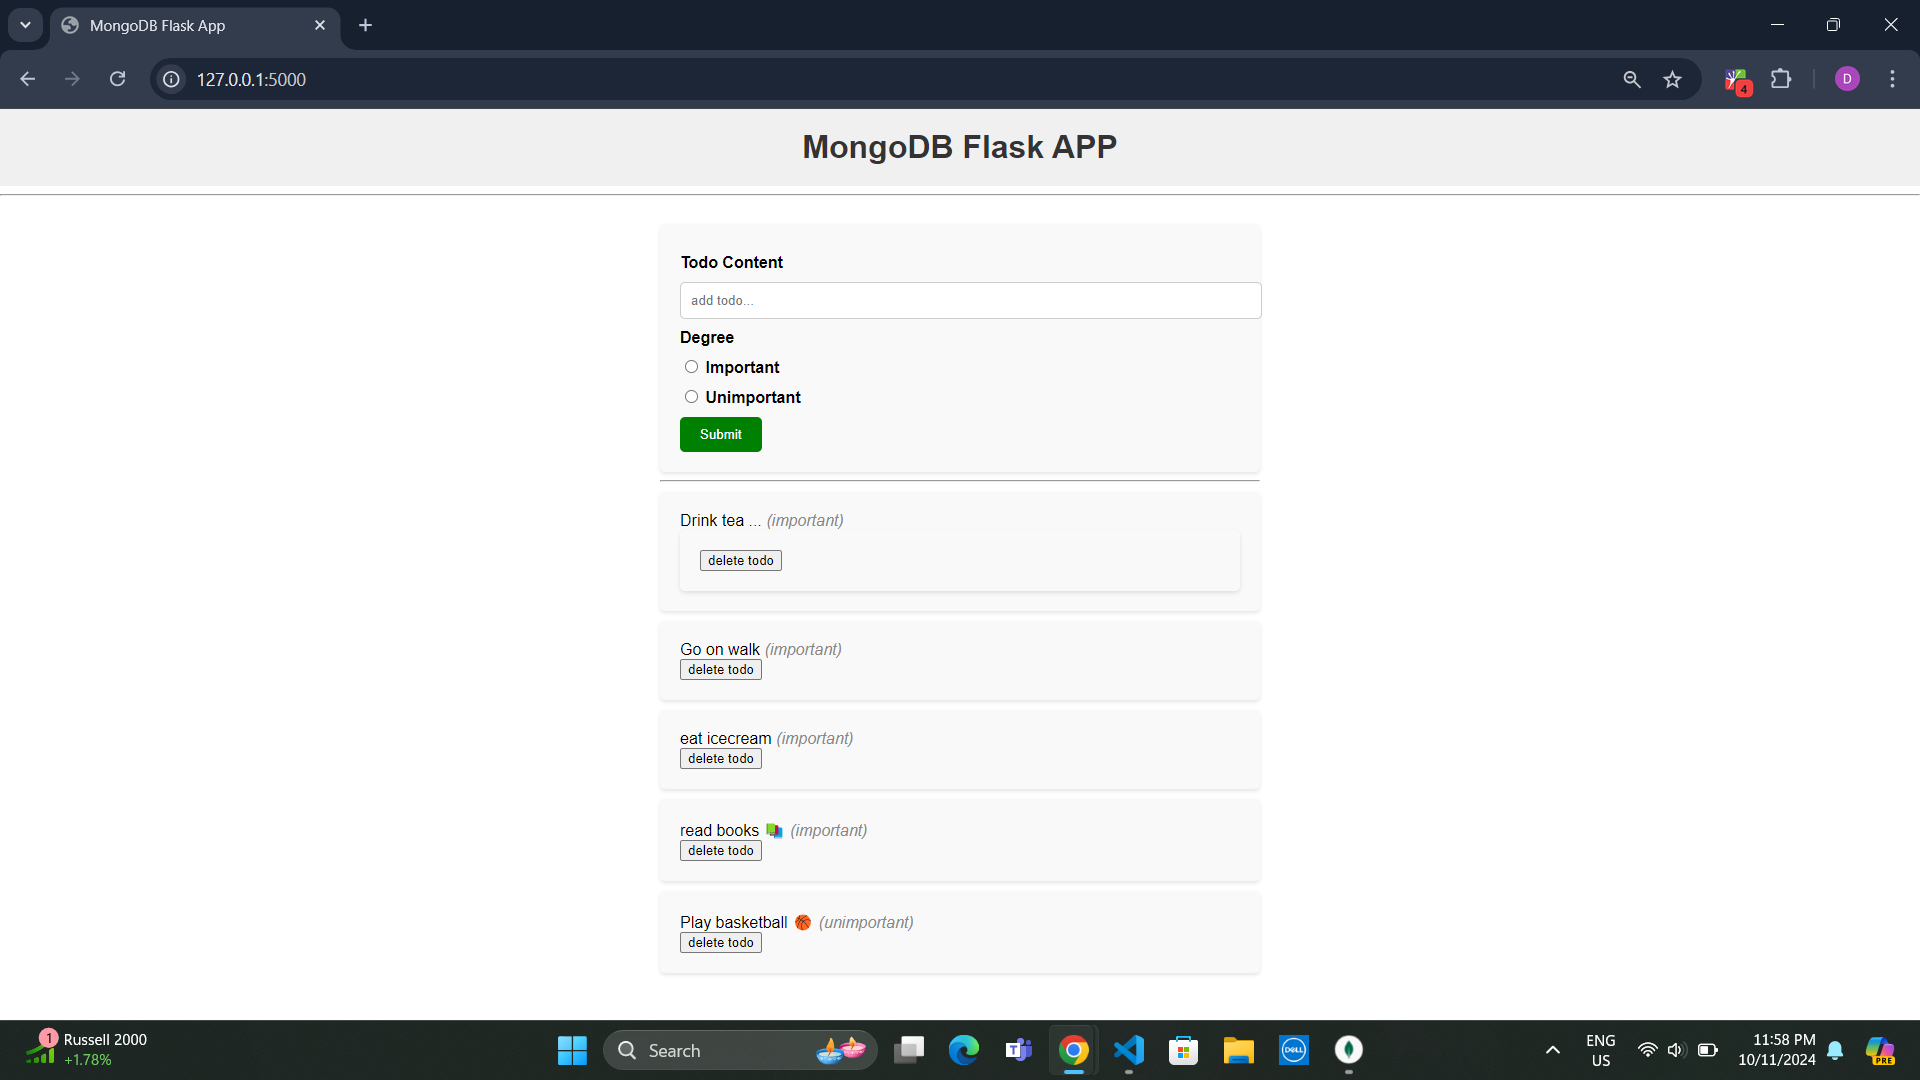 MongoDB Flask App
127.0.0.1:5000
4
D
MongoDB Flask APP
Todo Content
add todo...
Degree
Important
Unimportant
Submit
Drink tea ... (important)
delete todo
Go on walk (important)
delete todo
eat icecream (important)
delete todo
read books (important)
delete todo
Play basketball (unimportant)
delete todo
1
Russell 2000
+1.78%
Search
T
DELL
ENG
US
11:58 PM
10/11/2024
PRE